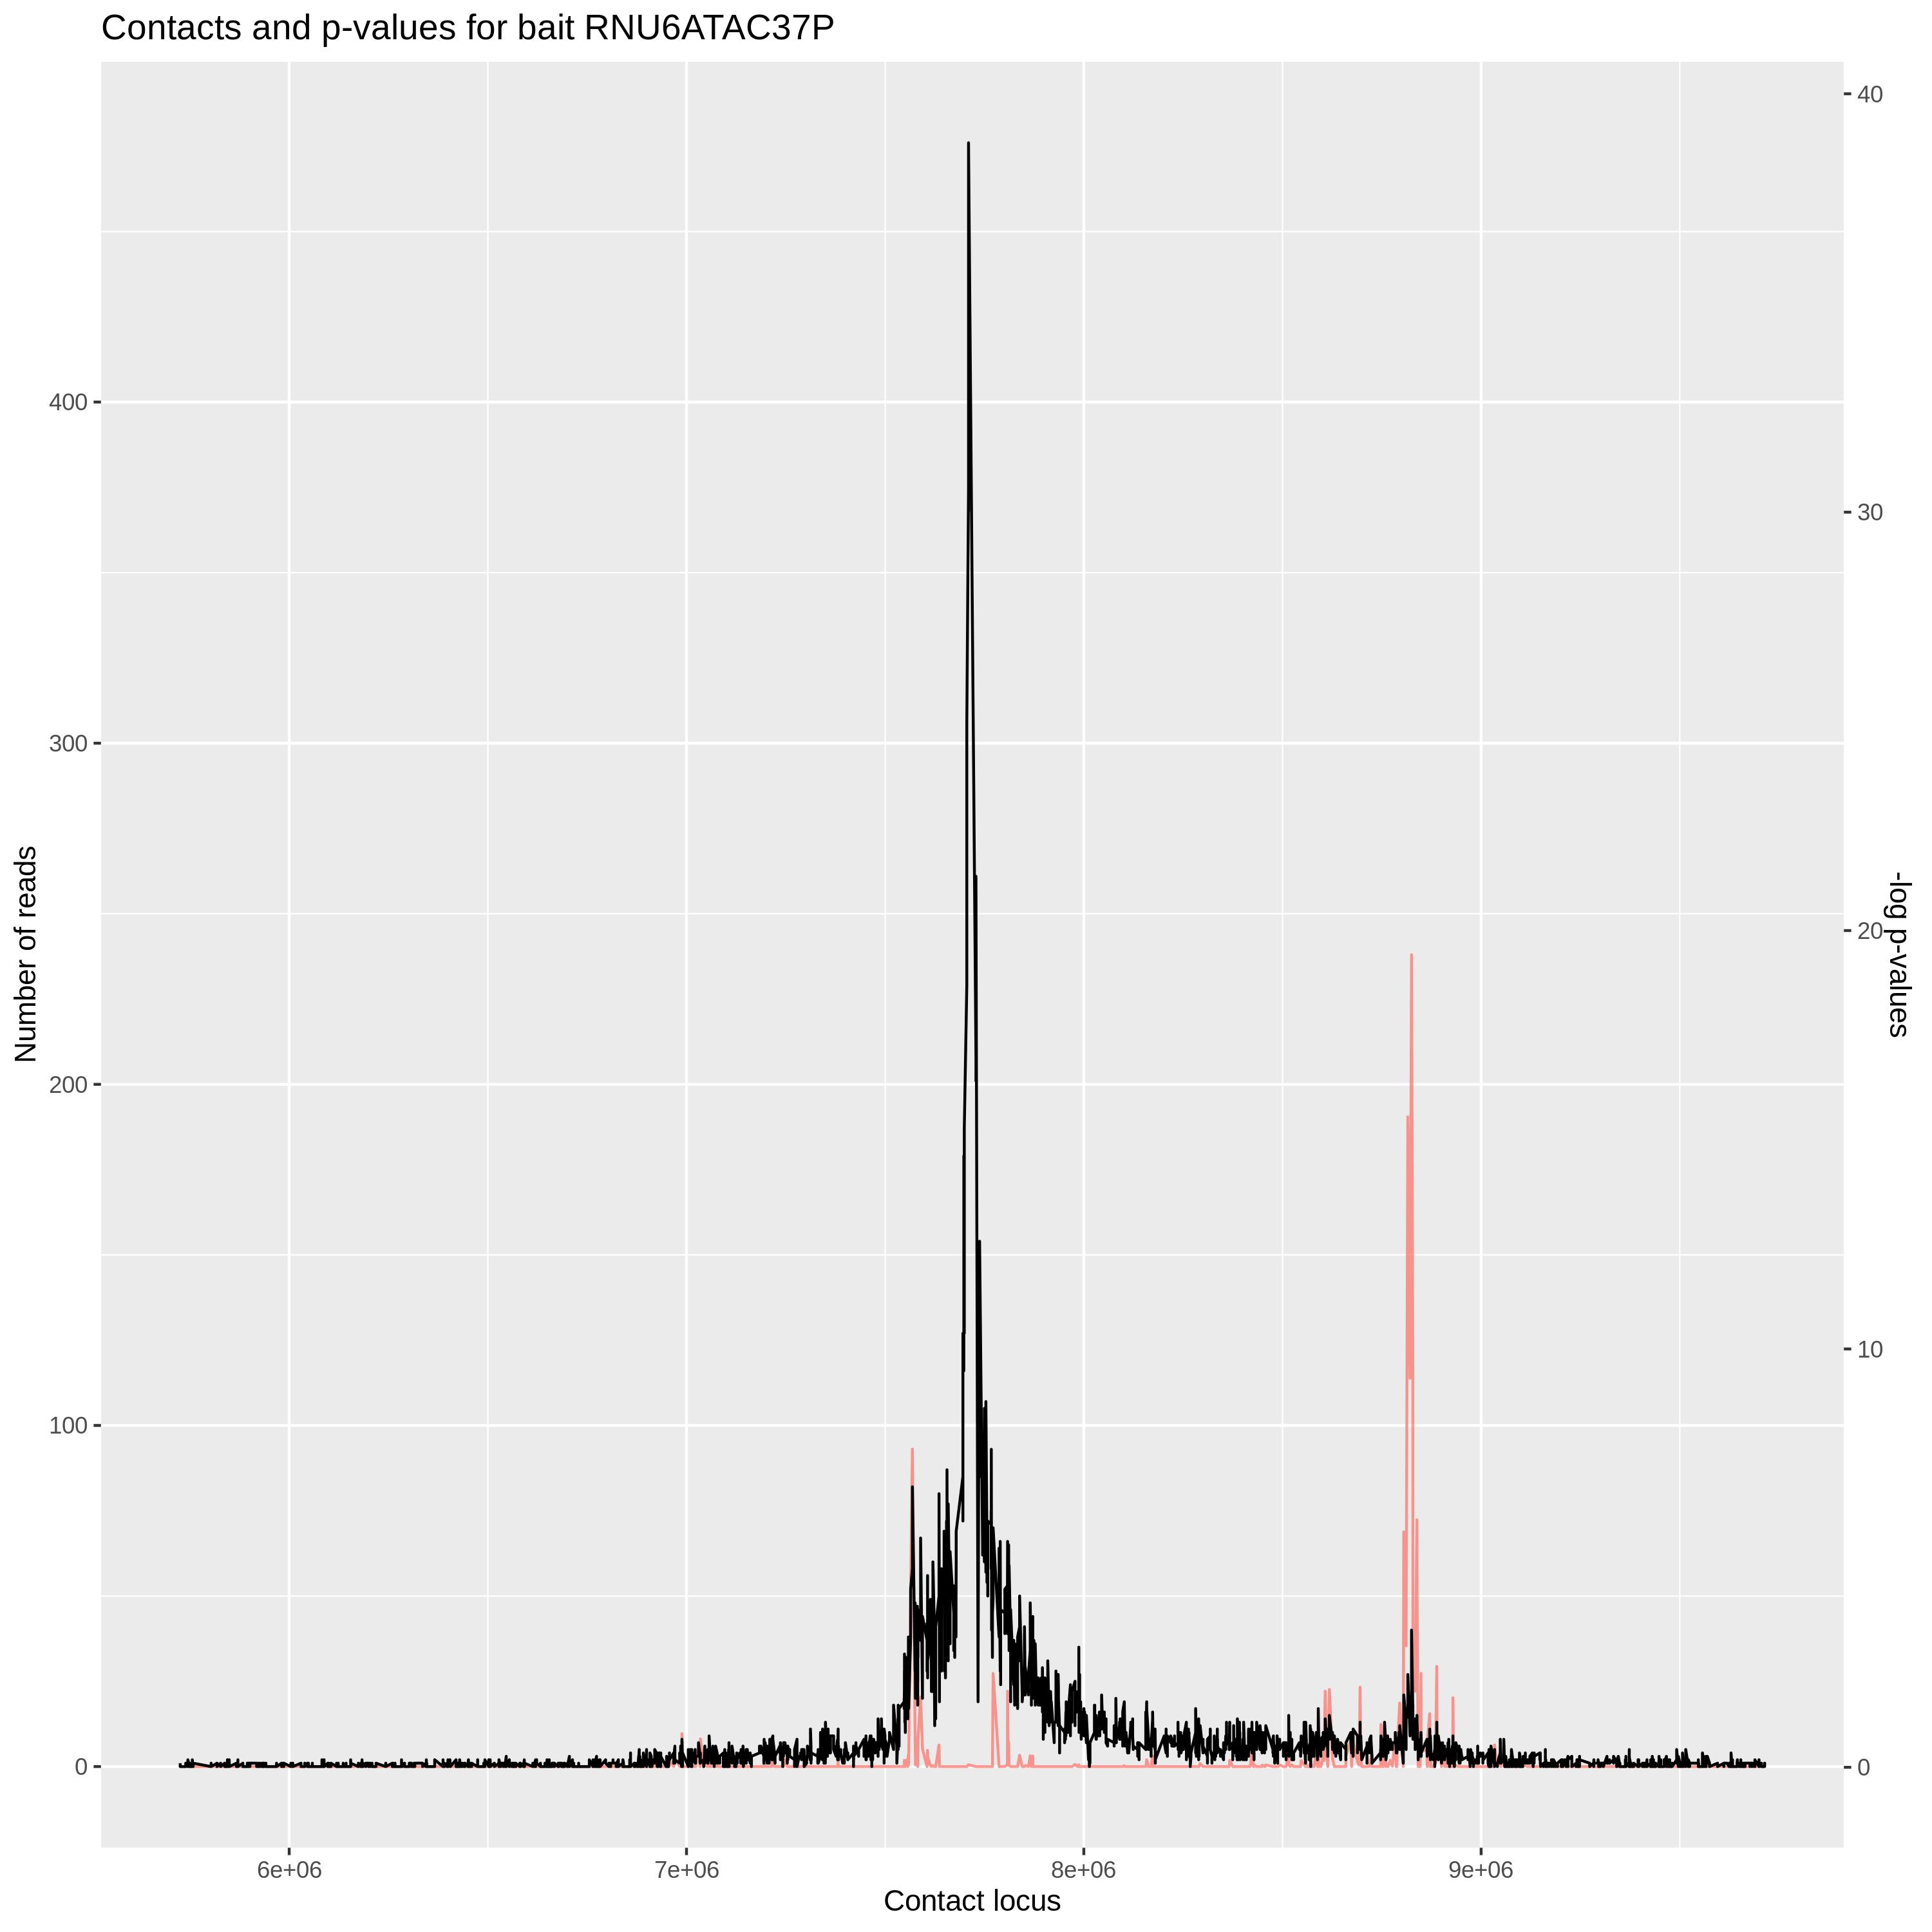 Contacts and p-values for bait RNU6ATAC37P
Number of reads
400
300
200
100
0
40
30
20
10
0
-log p-values
6e+06 7e+06 8e+06 9e+06
Contact locus